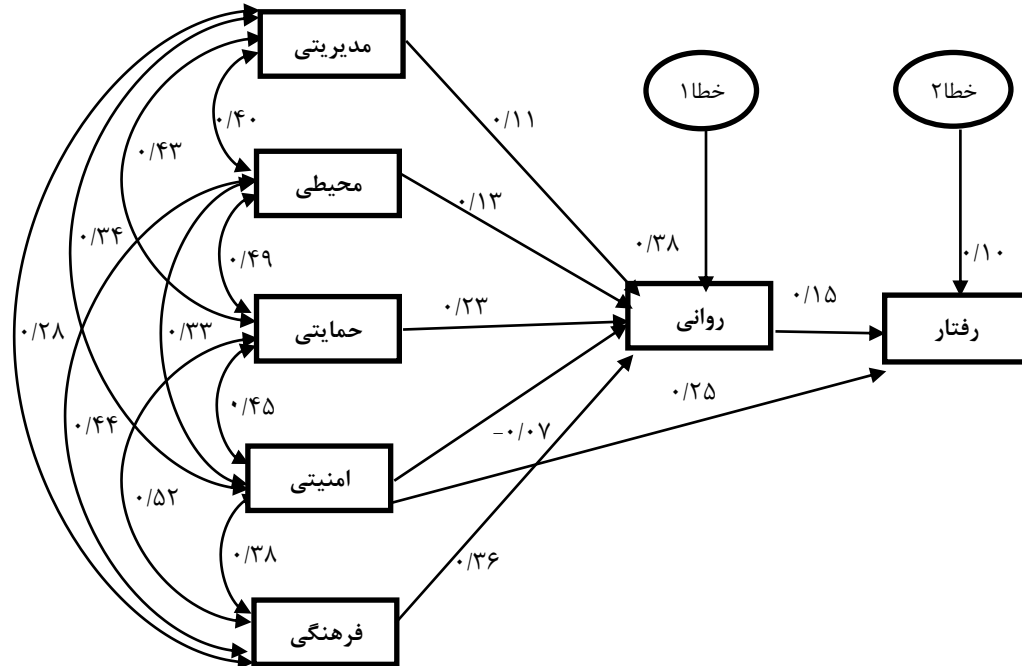 مدیریتی
خطا۱
خطا۲
۰/۴۰
۰/۱۱
۰/۴۳
محیطی
۰/۱۳
۰/۳۴
۰/۴۹
۰/۳۸
۰/۱۰
۰/۱۵
روانی
رفتار
۰/۲۳
حمایتی
۰/۲۸
۰/۳۳
۰/۲۵
۰/۴۵
۰/۴۴
-۰/۰۷
امنیتی
۰/۵۲
۰/۳۸
۰/۳۶
فرهنگی